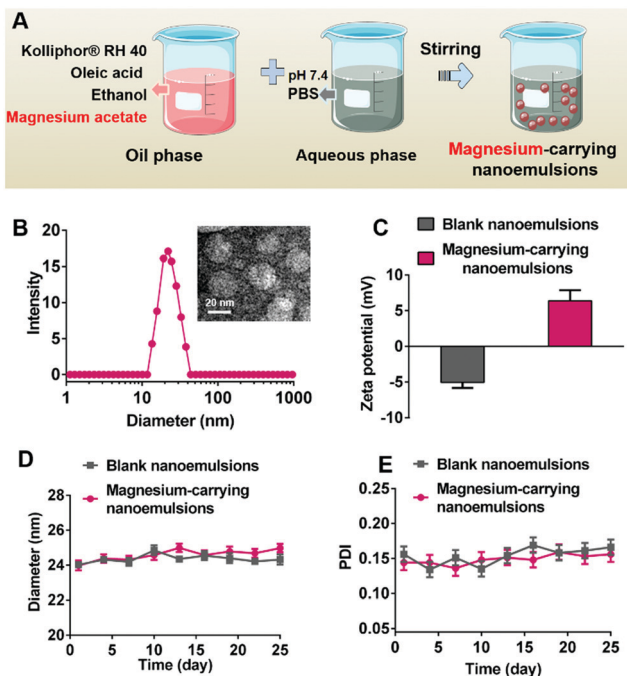 A
Kolliphor® RH 40
Oleic acid
Ethanol
Magnesium acetate
Oil phase
pH 7.4
PBS
Aqueous phase
Stirring
Magnesium-carrying
nanoemulsions
B
Intensity
20
15
10
5
0
1
10
100
1000
Diameter (nm)
20 nm
C
Blank nanoemulsions
Magnesium-carrying
nanoemulsions
Zeta potential (mV)
10
5
0
-5
-10
D
Blank nanoemulsions
Magnesium-carrying
nanoemulsions
Diameter (nm)
28
26
24
22
20
0
5
10
15
20
25
Time (day)
E
Blank nanoemulsions
Magnesium-carrying
nanoemulsions
PDI
0.25
0.20
0.15
0.10
0.05
0
5
10
15
20
25
Time (day)